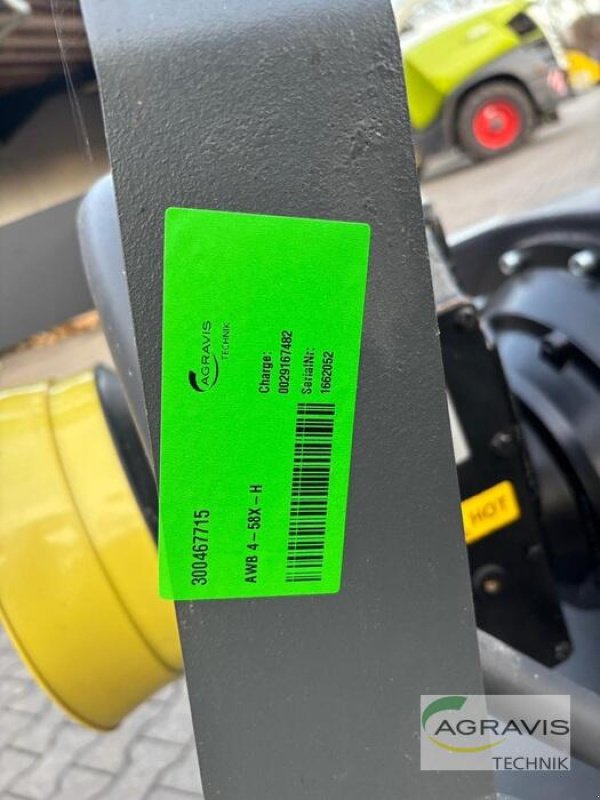 AGRAVIS
TECHNIK
Charge:
0029167482
SerialNr:
1662052
300467715
AWB 4-58X-H
HOT
AGRAVIS
TECHNIK